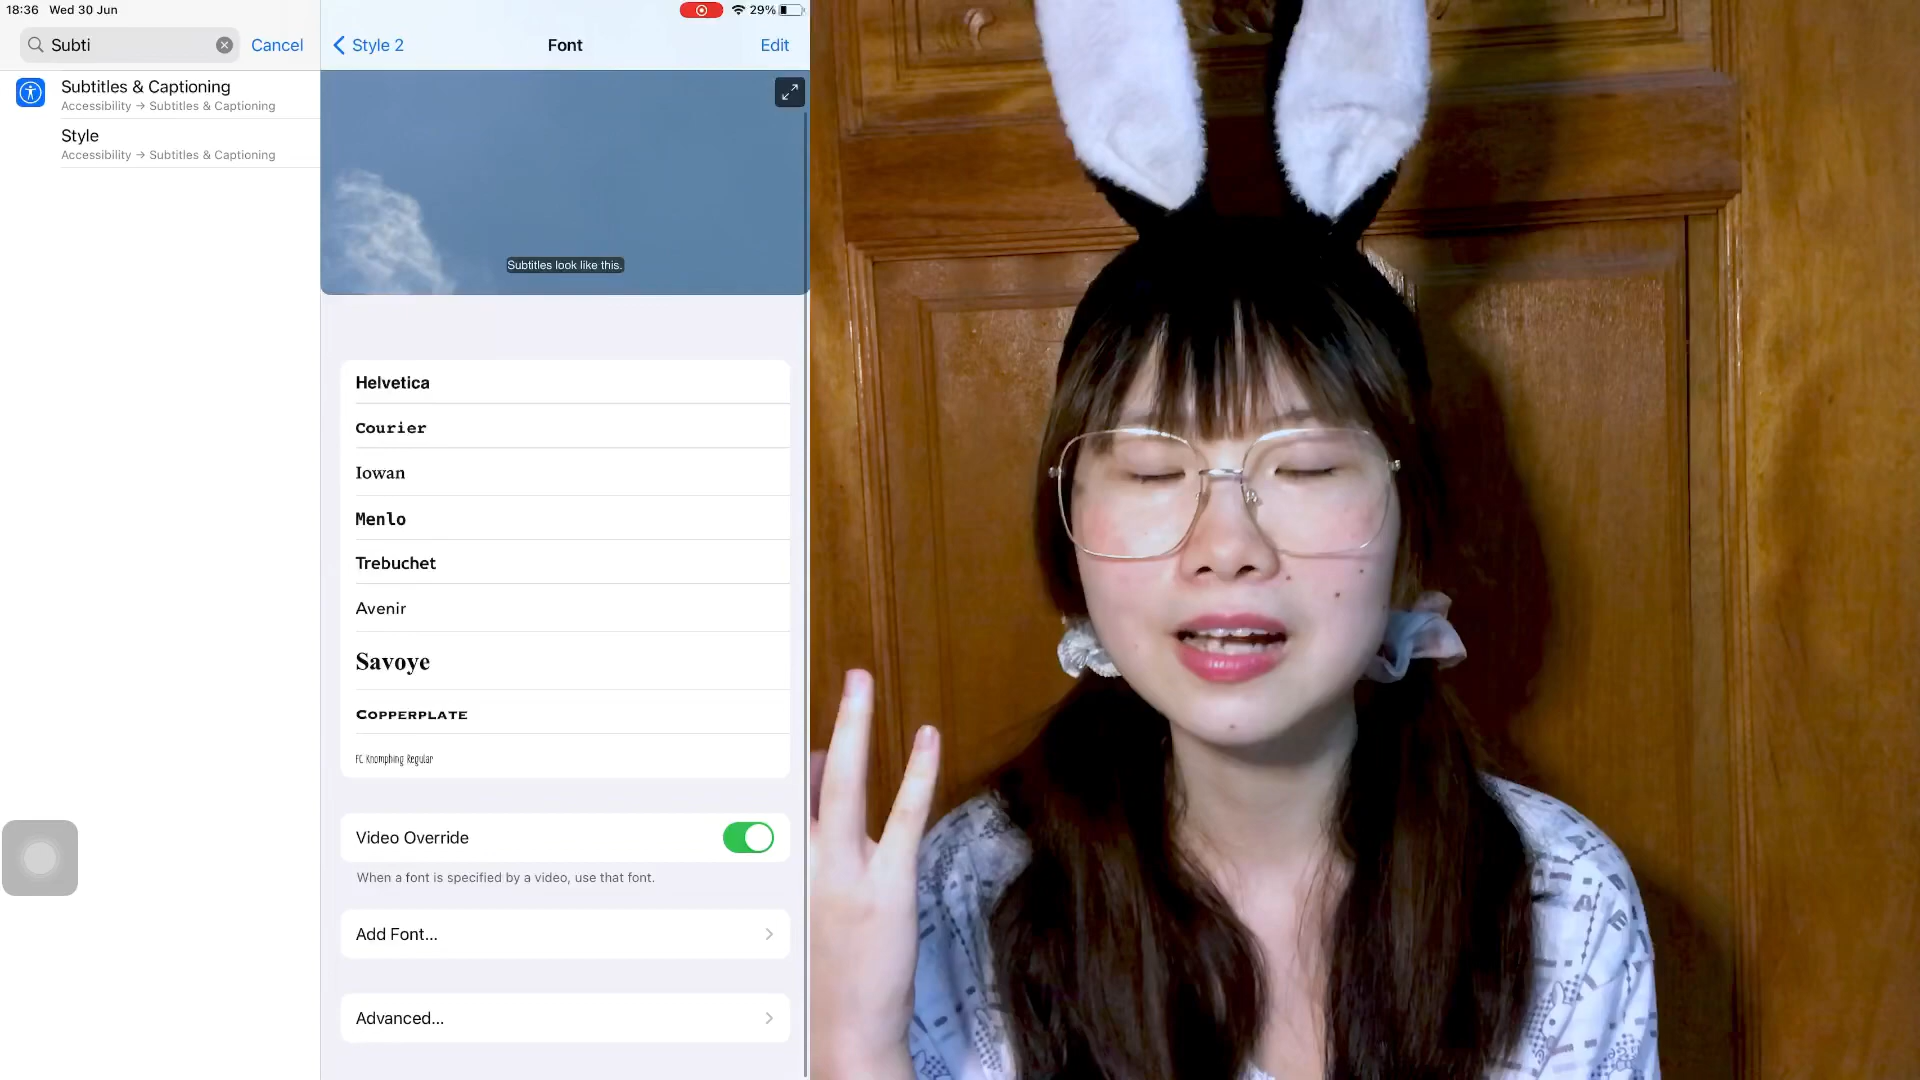 18:36 Wed 30 Jun
29%
Subti
Cancel
Subtitles & Captioning
Accessibility → Subtitles & Captioning
Style
Accessibility → Subtitles & Captioning
Style 2
Font
Edit
Subtitles look like this.
Helvetica
Courier
Iowan
Menlo
Trebuchet
Avenir
Savoye
COPPERPLATE
FC Knomphing Regular
Video Override
When a font is specified by a video, use that font.
Add Font...
Advanced...